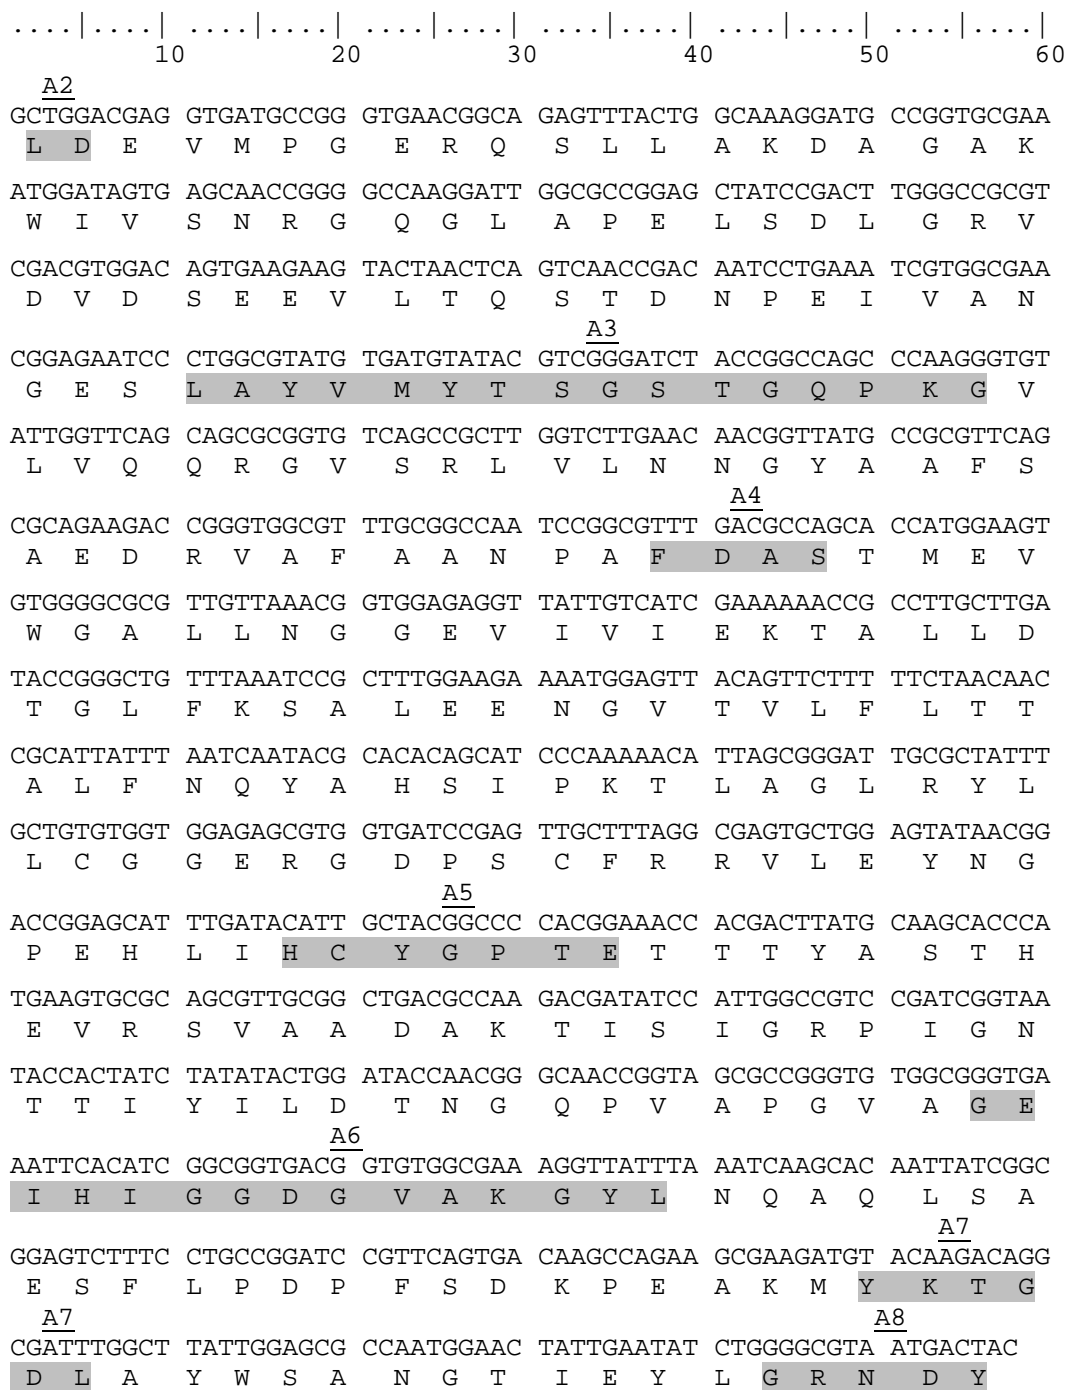 ....|....| ....|....| ....|....| ....|....| ....|....| ....|....|
10 20 30 40 50 60
A2
GCTGGACGAG GTGATGCCGG GTGAACGGCA GAGTTTACTG GCAAAGGATG CCGGTGCGAA
L D E V M P G E R Q S L L A K D A G A K
ATGGATAGTG AGCAACCGGG GCCAAGGATT GGCGCCGGAG CTATCCGACT TGGGCCGCGT
W I V S N R G Q G L A P E L S D L G R V
CGACGTGGAC AGTGAAGAAG TACTAACTCA GTCAACCGAC AATCCTGAAA TCGTGGCGAA
D V D S E E V L T Q S T D N P E I V A N
A3
CGGAGAATCC CTGGCGTATG TGATGTATAC GTCGGGATCT ACCGGCCAGC CCAAGGGTGT
G E S L A Y V M Y T S G S T G Q P K G V
ATTGGTTCAG CAGCGCGGTG TCAGCCGCTT GGTCTTGAAC AACGGTTATG CCGCGTTCAG
L V Q Q R G V S R L V L N N G Y A A F S
A4
CGCAGAAGAC CGGGTGGCGT TTGCGGCCAA TCCGGCGTTT GACGCCAGCA CCATGGAAGT
A E D R V A F A A N P A F D A S T M E V
GTGGGGCGCG TTGTTAAACG GTGGAGAGGT TATTGTCATC GAAAAAACCG CCTTGCTTGA
W G A L L N G G E V I V I E K T A L L D
TACCGGGCTG TTTAAATCCG CTTTGGAAGA AAATGGAGTT ACAGTTCTTT TTCTAACAAC
T G L F K S A L E E N G V T V L F L T T
CGCATTATTT AATCAATACG CACACAGCAT CCCAAAAACA TTAGCGGGAT TGCGCTATTT
A L F N Q Y A H S I P K T L A G L R Y L
GCTGTGTGGT GGAGAGCGTG GTGATCCGAG TTGCTTTAGG CGAGTGCTGG AGTATAACGG
L C G G E R G D P S C F R R V L E Y N G
A5
ACCGGAGCAT TTGATACATT GCTACGGCCC CACGGAAACC ACGACTTATG CAAGCACCCA
P E H L I H C Y G P T E T T T Y A S T H
TGAAGTGCGC AGCGTTGCGG CTGACGCCAA GACGATATCC ATTGGCCGTC CGATCGGTAA
E V R S V A A D A K T I S I G R P I G N
TACCACTATC TATATACTGG ATACCAACGG GCAACCGGTA GCGCCGGGTG TGGCGGGTGA
T T I Y I L D T N G Q P V A P G V A G E
A6
AATTCACATC GGCGGTGACG GTGTGGCGAA AGGTTATTTA AATCAAGCAC AATTATCGGC
I H I G G D G V A K G Y L N Q A Q L S A
A7
GGAGTCTTTC CTGCCGGATC CGTTCAGTGA CAAGCCAGAA GCGAAGATGT ACAAGACAGG
E S F L P D P F S D K P E A K M Y K T G
A7 A8
CGATTTGGCT TATTGGAGCG CCAATGGAAC TATTGAATAT CTGGGGCGTA ATGACTAC
D L A Y W S A N G T I E Y L G R N D Y